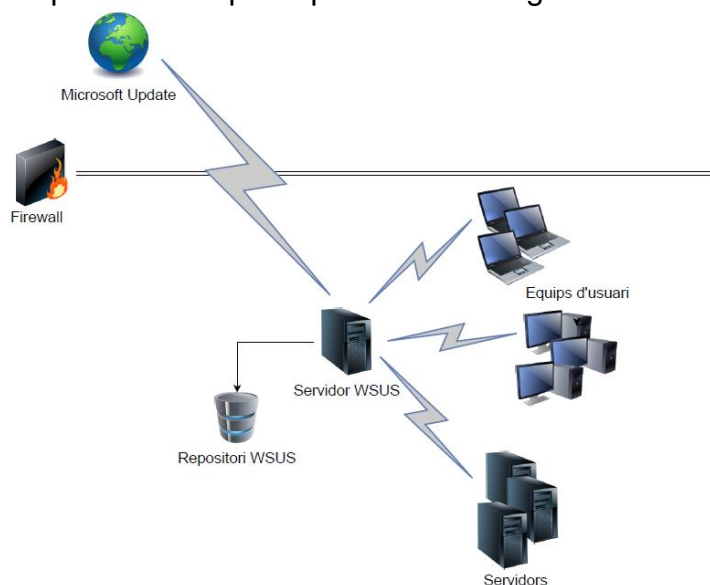 Microsoft Update
Firewall
Equips d'usuari
Servidor WSUS
Repositori WSUS
Servidors